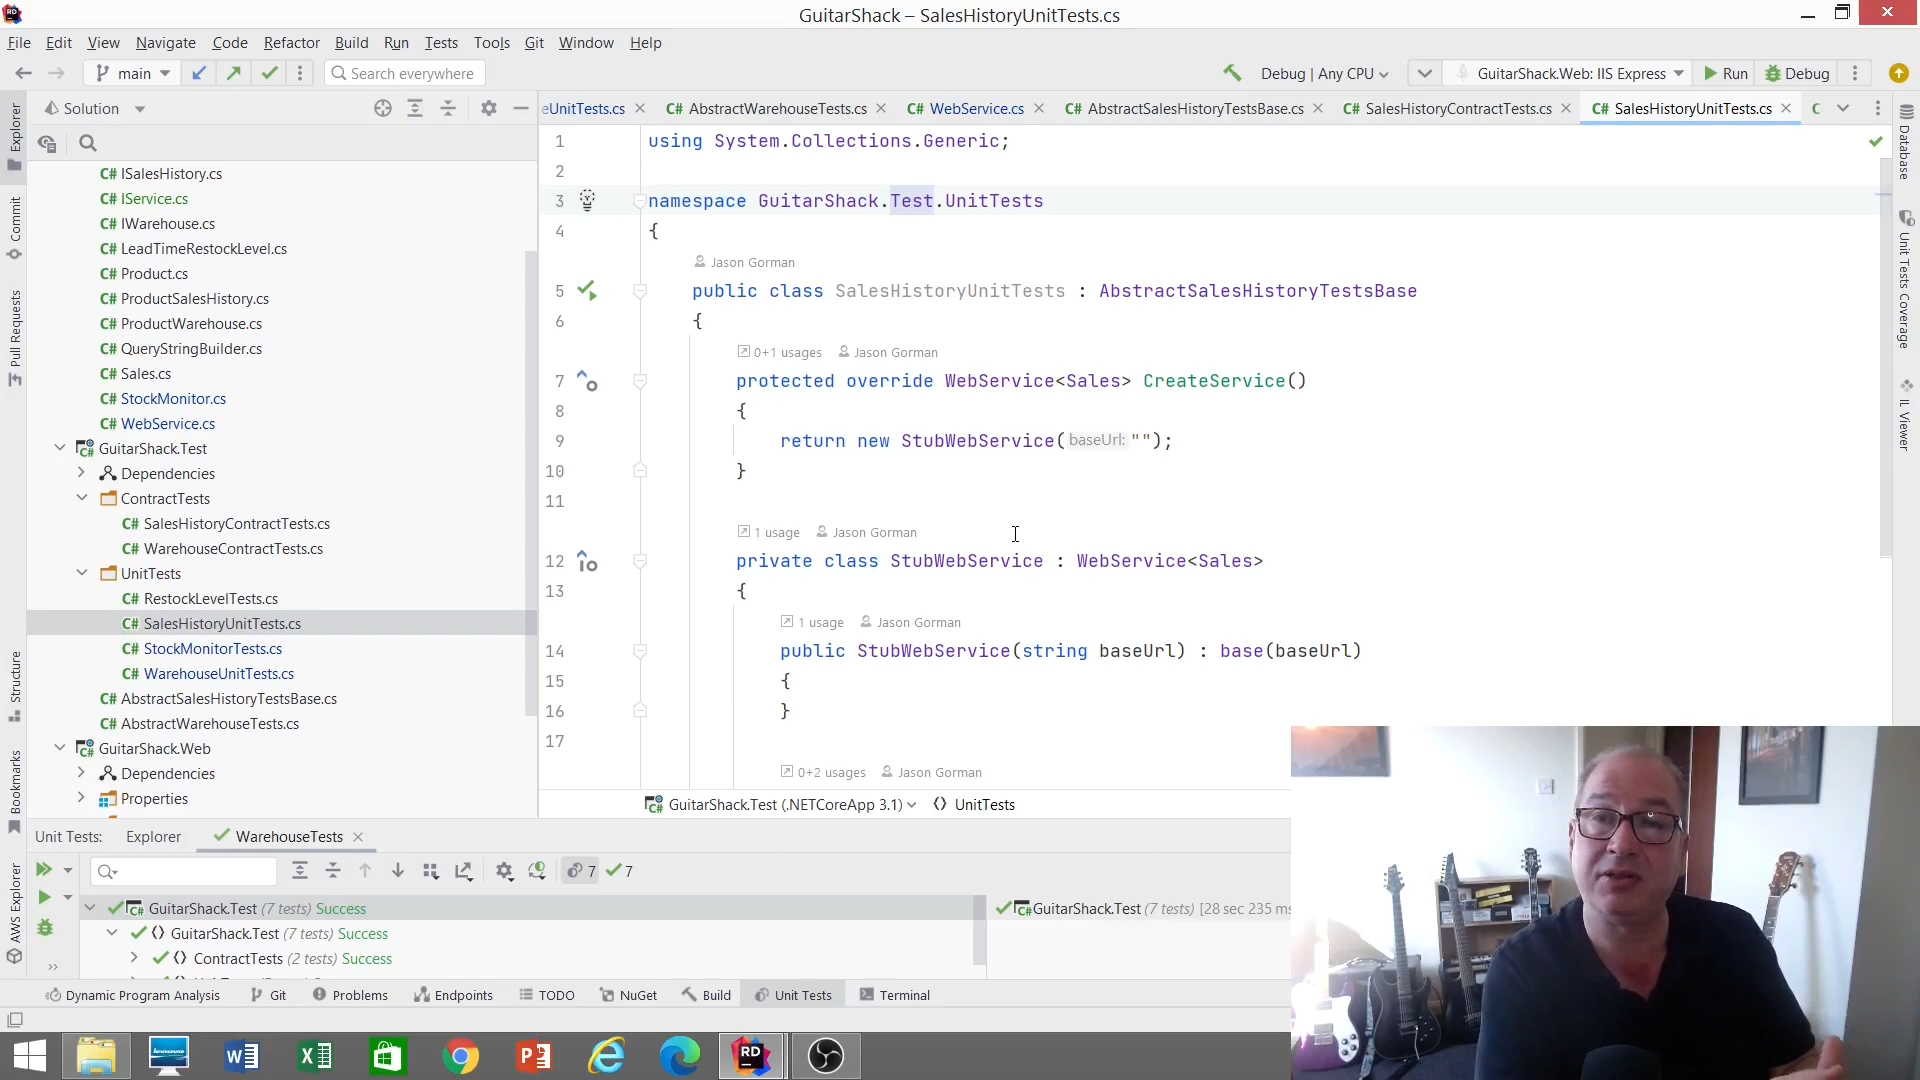 GuitarShack – SalesHistoryUnitTests.cs
File Edit View Navigate Code Refactor Build Run Tests Tools Git Window Help
main Search everywhere Debug | Any CPU GuitarShack.Web: IIS Express Run Debug
Solution
eUnitTests.cs AbstractWarehouseTests.cs WebService.cs AbstractSalesHistoryTestsBase.cs SalesHistoryContractTests.cs SalesHistoryUnitTests.cs
Explorer
Commit
Pull Requests
Structure
Bookmarks
AWS Explorer
C# ISalesHistory.cs
C# IService.cs
C# IWarehouse.cs
C# LeadTimeRestockLevel.cs
C# Product.cs
C# ProductSalesHistory.cs
C# ProductWarehouse.cs
C# QueryStringBuilder.cs
C# Sales.cs
C# StockMonitor.cs
C# WebService.cs
GuitarShack.Test
Dependencies
ContractTests
C# SalesHistoryContractTests.cs
C# WarehouseContractTests.cs
UnitTests
C# RestockLevelTests.cs
C# SalesHistoryUnitTests.cs
C# StockMonitorTests.cs
C# WarehouseUnitTests.cs
C# AbstractSalesHistoryTestsBase.cs
C# AbstractWarehouseTests.cs
GuitarShack.Web
Dependencies
Properties
1 using System.Collections.Generic;
2
3 namespace GuitarShack.Test.UnitTests
4 {
Jason Gorman
5 public class SalesHistoryUnitTests : AbstractSalesHistoryTestsBase
6 {
0+1 usages Jason Gorman
7 protected override WebService<Sales> CreateService()
8 {
9 return new StubWebService(baseUrl: "");
10 }
11
1 usage Jason Gorman
12 private class StubWebService : WebService<Sales>
13 {
1 usage Jason Gorman
14 public StubWebService(string baseUrl) : base(baseUrl)
15 {
16 }
17
0+2 usages Jason Gorman
GuitarShack.Test (.NETCoreApp 3.1) UnitTests
Database
Unit Tests Coverage
IL Viewer
Unit Tests: Explorer WarehouseTests
7 7
GuitarShack.Test (7 tests) Success
GuitarShack.Test (7 tests) Success
ContractTests (2 tests) Success
GuitarShack.Test (7 tests) [28 sec 235 ms
Dynamic Program Analysis Git Problems Endpoints TODO NuGet Build Unit Tests Terminal
RD